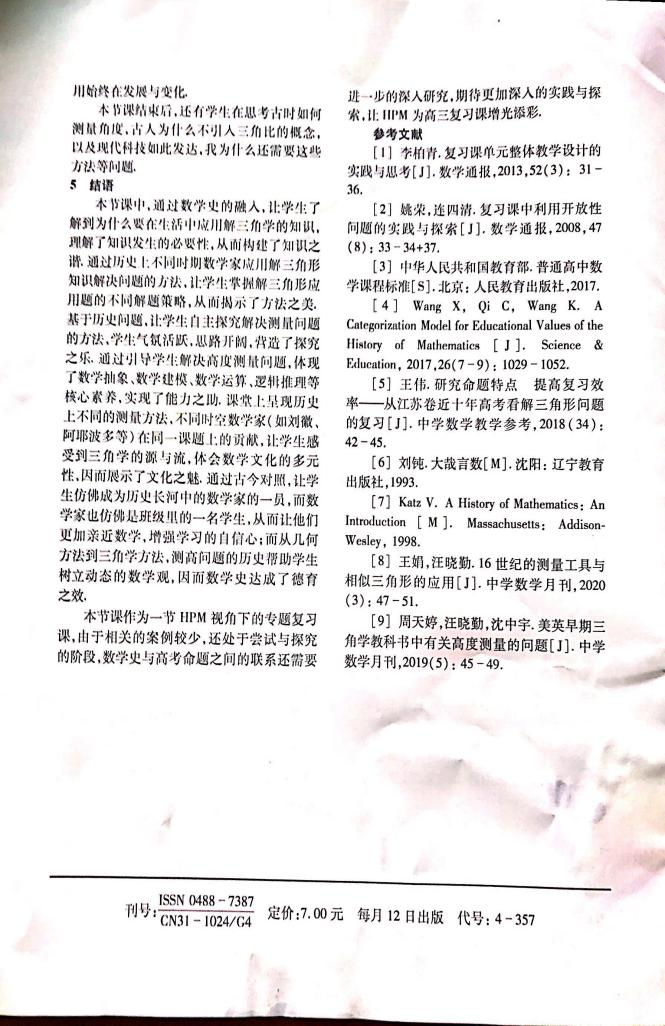 用始终在发展与变化.
本节课结束后,还有学生在思考古时如何
测量角度,古人为什么不引入三角比的概念,
以及现代科技如此发达,我为什么还需要这些
方法等问题.
5 结语
本节课中,通过数学史的融入,让学生了
解到为什么要在生活中应用解三角学的知识,
理解了知识发生的必要性,从而构建了知识之
谐.通过历史上不同时期数学家应用解三角形
知识解决问题的方法,让学生掌握解三角形应
用题的不同解题策略,从而揭示了方法之美.
基于历史问题,让学生自主探究解决测量问题
的方法,学生气氛活跃,思路开阔,营造了探究
之乐.通过引导学生解决高度测量问题,体现
了数学抽象、数学建模、数学运算、逻辑推理等
核心素养,实现了能力之助.课堂上呈现历史
上不同的测量方法,不同时空数学家(如刘徽、
阿耶波多等)在同一课题上的贡献,让学生感
受到三角学的源与流,体会数学文化的多元
性,因而展示了文化之魅.通过古今对照,让学
生仿佛成为历史长河中的数学家的一员,而数
学家也仿佛是班级里的一名学生,从而让他们
更加亲近数学,增强学习的自信心;而从几何
方法到三角学方法,测高问题的历史帮助学生
树立动态的数学观,因而数学史达成了德育
之效.
本节课作为一节 HPM 视角下的专题复习
课,由于相关的案例较少,还处于尝试与探究
的阶段,数学史与高考命题之间的联系还需要
进一步的深入研究,期待更加深入的实践与探
索,让 HPM 为高三复习课增光添彩.
参考文献
[1] 李柏青.复习课单元整体教学设计的
实践与思考[J].数学通报,2013,52(3):31-
36.
[2] 姚荣,连四清.复习课中利用开放性
问题的实践与探索[J].数学通报,2008,47
(8):33-34+37.
[3] 中华人民共和国教育部.普通高中数
学课程标准[S].北京:人民教育出版社,2017.
[4] Wang X, Qi C, Wang K. A
Categorization Model for Educational Values of the
History of Mathematics [J]. Science &
Education, 2017,26(7-9):1029-1052.
[5] 王伟.研究命题特点 提高复习效
率——从江苏卷近十年高考看解三角形问题
的复习[J].中学数学教学参考,2018(34):
42-45.
[6] 刘钝.大哉言数[M].沈阳:辽宁教育
出版社,1993.
[7] Katz V. A History of Mathematics: An
Introduction [M]. Massachusetts: Addison-
Wesley, 1998.
[8] 王娟,汪晓勤.16 世纪的测量工具与
相似三角形的应用[J].中学数学月刊,2020
(3):47-51.
[9] 周天婷,汪晓勤,沈中宇.美英早期三
角学教科书中有关高度测量的问题[J].中学
数学月刊,2019(5):45-49.
刊号:ISSN 0488-7387
CN31-1024/G4 定价:7.00 元 每月 12 日出版 代号:4-357